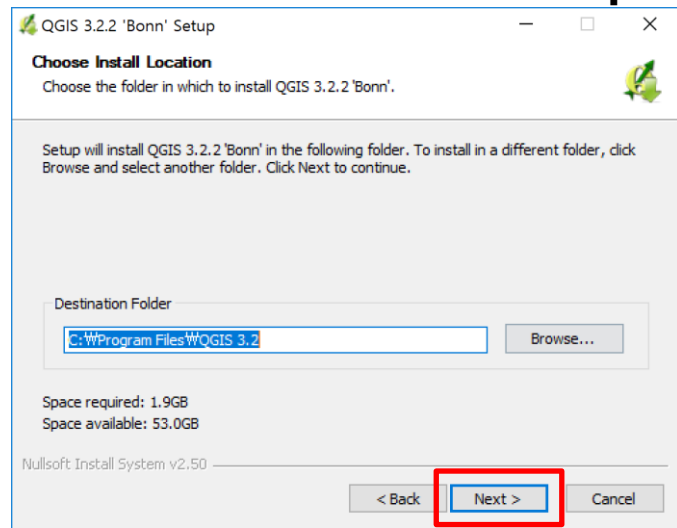 QGIS 3.2.2 'Bonn' Setup
Choose Install Location
Choose the folder in which to install QGIS 3.2.2 'Bonn'.
Setup will install QGIS 3.2.2 'Bonn' in the following folder. To install in a different folder, click
Browse and select another folder. Click Next to continue.
Destination Folder
C:₩Program Files₩QGIS 3.2
Browse...
Space required: 1.9GB
Space available: 53.0GB
Nullsoft Install System v2.50
< Back Next > Cancel